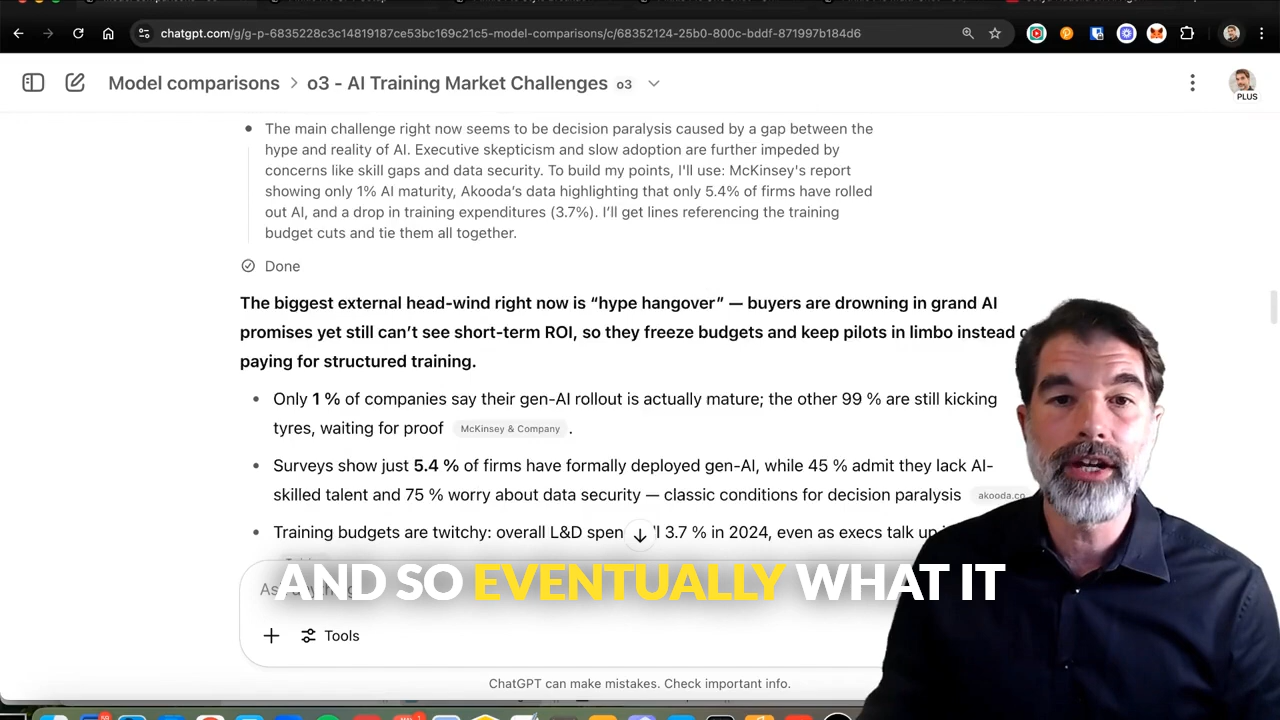 chatgpt.com/g/g-p-6835228c3c14819187ce53bc169c21c5-model-comparisons/c/68352124-25b0-800c-bddf-871997b184d6
Model comparisons > o3 - AI Training Market Challenges o3
PLUS
• The main challenge right now seems to be decision paralysis caused by a gap between the
hype and reality of AI. Executive skepticism and slow adoption are further impeded by
concerns like skill gaps and data security. To build my points, I'll use: McKinsey's report
showing only 1% AI maturity, Akooda's data highlighting that only 5.4% of firms have rolled
out AI, and a drop in training expenditures (3.7%). I'll get lines referencing the training
budget cuts and tie them all together.
Done
The biggest external head-wind right now is “hype hangover” — buyers are drowning in grand AI
promises yet still can't see short-term ROI, so they freeze budgets and keep pilots in limbo instead
paying for structured training.
• Only 1 % of companies say their gen-AI rollout is actually mature; the other 99 % are still kicking
tyres, waiting for proof McKinsey & Company .
• Surveys show just 5.4 % of firms have formally deployed gen-AI, while 45 % admit they lack AI-
skilled talent and 75 % worry about data security — classic conditions for decision paralysis akooda.co
• Training budgets are twitchy: overall L&D spen 3.7 % in 2024, even as execs talk up
AND SO EVENTUALLY WHAT IT
+ Tools
ChatGPT can make mistakes. Check important info.